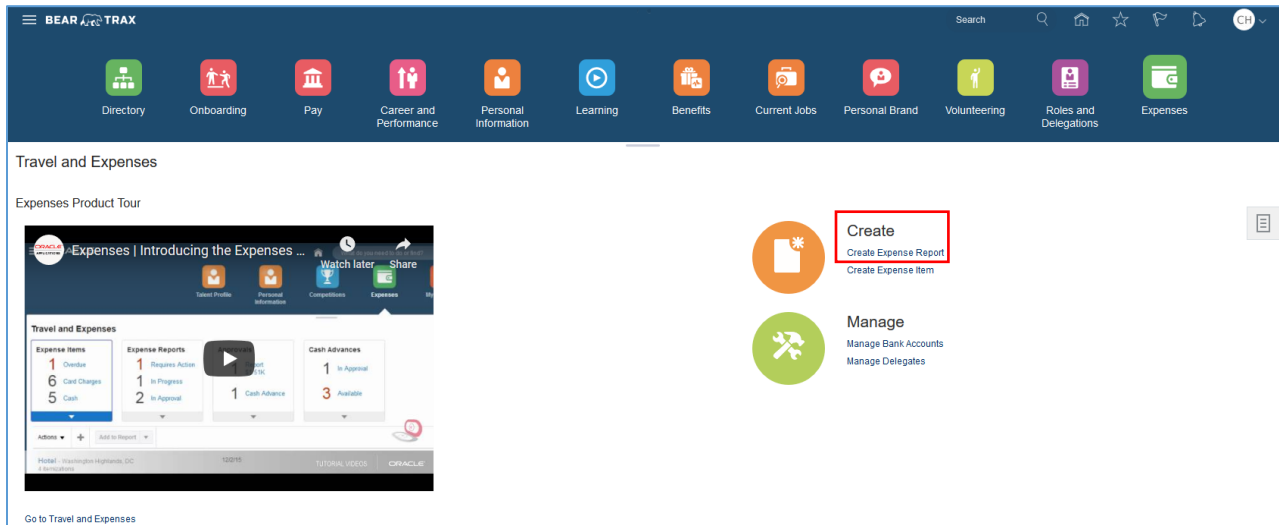 BEAR TRAX
Search
CH
Directory
Onboarding
Pay
Career and
Performance
Personal
Information
Learning
Benefits
Current Jobs
Personal Brand
Volunteering
Roles and
Delegations
Expenses
Travel and Expenses
Expenses Product Tour
Expenses | Introducing the Expenses ...
Watch later
Share
Talent Profile
Personal
Information
Competitions
Expenses
Travel and Expenses
Expense Items
1 Overdue
6 Card Charges
5 Cash
Expense Reports
1 Requires Action
1 In Progress
2 In Approval
1 Cash Advance
Cash Advances
1 In Approval
3 Available
Actions
Add to Report
Hotel - Washington Highlands, DC
4 Itemizations
12/2/15
TUTORIAL VIDEOS
ORACLE
Go to Travel and Expenses
Create
Create Expense Report
Create Expense Item
Manage
Manage Bank Accounts
Manage Delegates